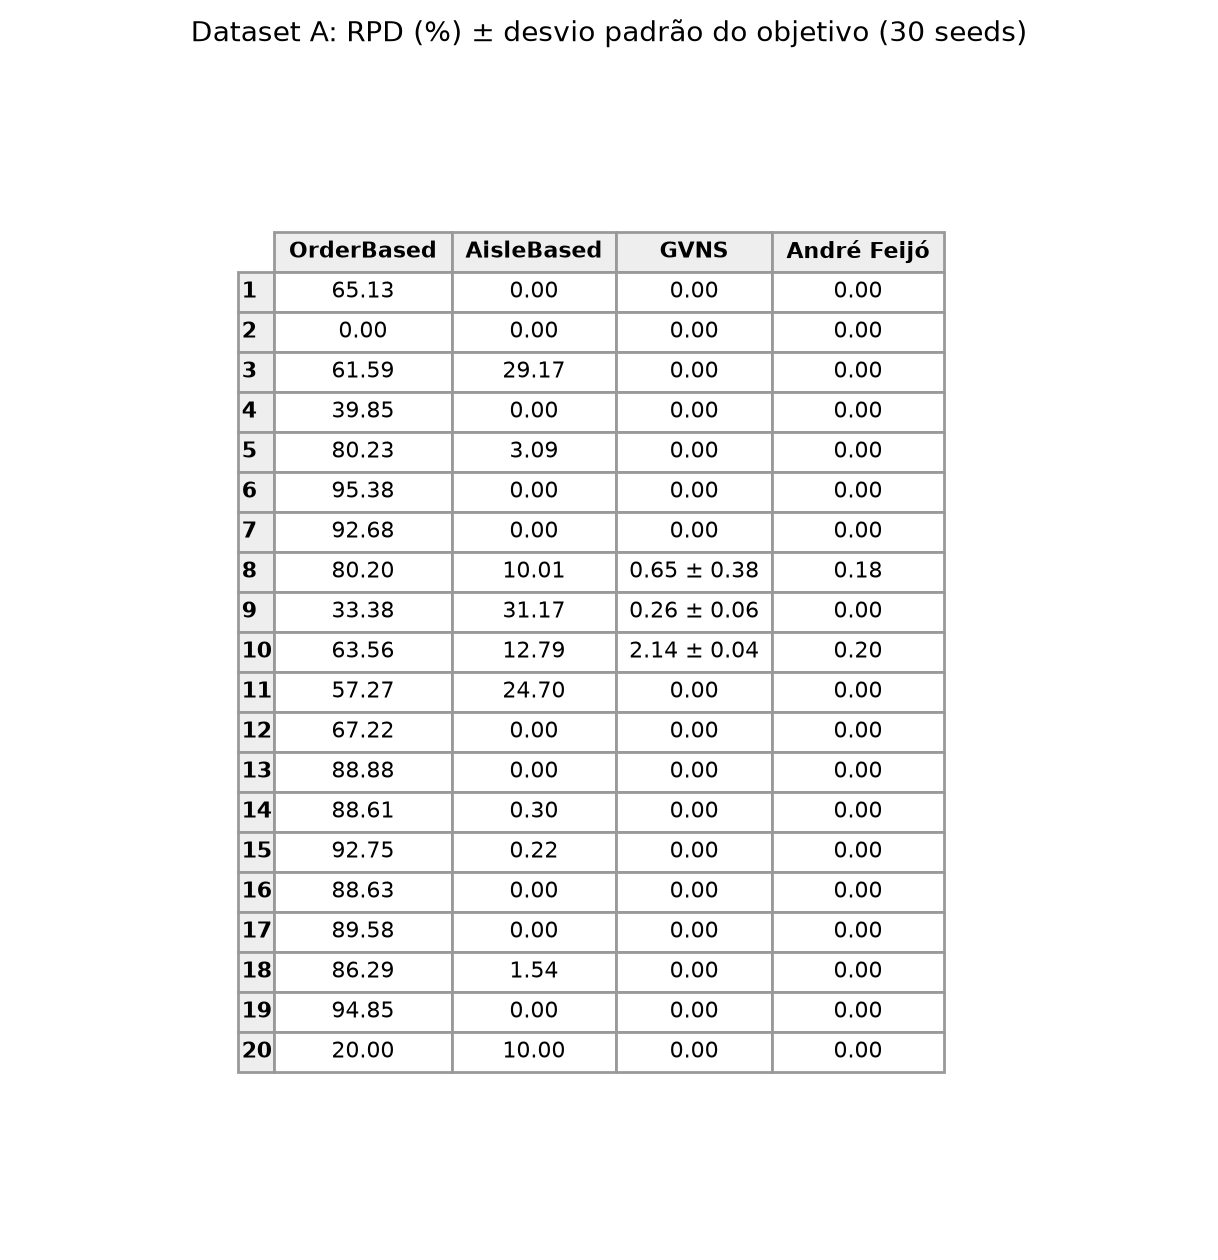 Dataset A: RPD (%) ± desvio padrão do objetivo (30 seeds)
OrderBased AisleBased GVNS André Feijó
1 65.13 0.00 0.00 0.00
2 0.00 0.00 0.00 0.00
3 61.59 29.17 0.00 0.00
4 39.85 0.00 0.00 0.00
5 80.23 3.09 0.00 0.00
6 95.38 0.00 0.00 0.00
7 92.68 0.00 0.00 0.00
8 80.20 10.01 0.65 ± 0.38 0.18
9 33.38 31.17 0.26 ± 0.06 0.00
10 63.56 12.79 2.14 ± 0.04 0.20
11 57.27 24.70 0.00 0.00
12 67.22 0.00 0.00 0.00
13 88.88 0.00 0.00 0.00
14 88.61 0.30 0.00 0.00
15 92.75 0.22 0.00 0.00
16 88.63 0.00 0.00 0.00
17 89.58 0.00 0.00 0.00
18 86.29 1.54 0.00 0.00
19 94.85 0.00 0.00 0.00
20 20.00 10.00 0.00 0.00